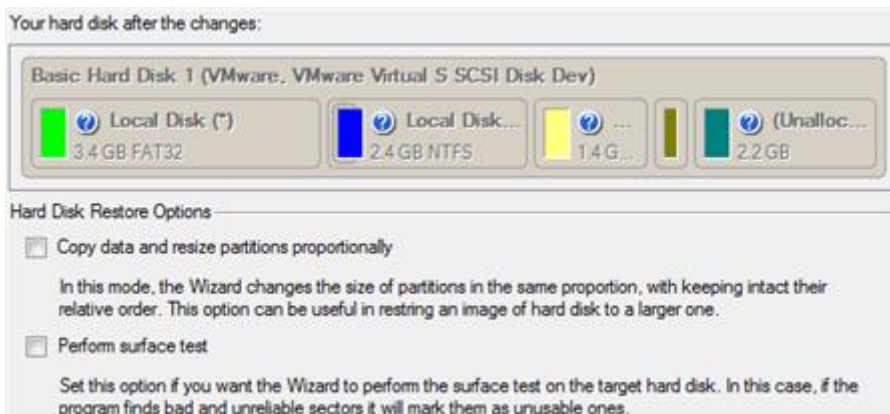 Your hard disk after the changes:
Basic Hard Disk 1 (VMware, VMware Virtual S SCSI Disk Dev)
Local Disk (*)
3.4 GB FAT32
Local Disk...
2.4 GB NTFS
...
1.4 G...
(Unalloc...
2.2 GB
Hard Disk Restore Options
Copy data and resize partitions proportionally
In this mode, the Wizard changes the size of partitions in the same proportion, with keeping intact their
relative order. This option can be useful in restring an image of hard disk to a larger one.
Perform surface test
Set this option if you want the Wizard to perform the surface test on the target hard disk. In this case, if the
program finds bad and unreliable sectors it will mark them as unusable ones.